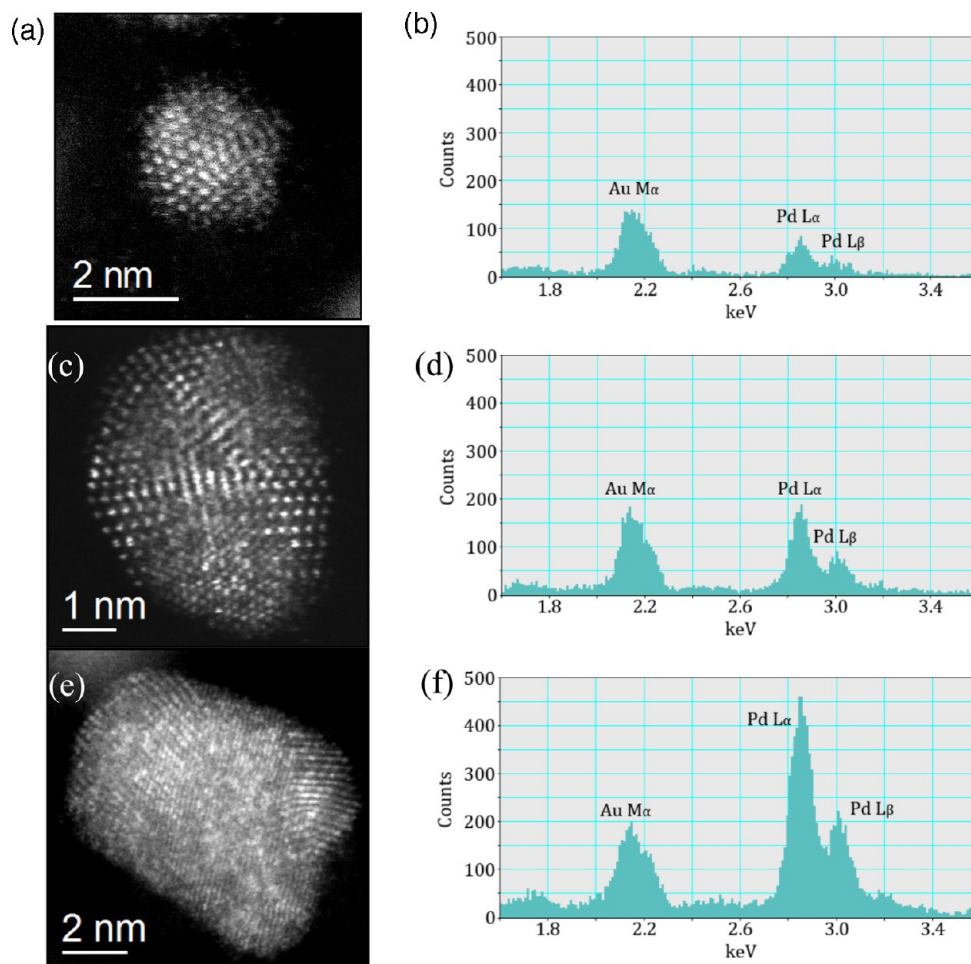 (a)
2 nm
(b)
500
400
300
200
100
0
Counts
Au Mα
Pd Lα
Pd Lβ
1.8 2.2 2.6 3.0 3.4
keV
(c)
1 nm
(d)
500
400
300
200
100
0
Counts
Au Mα
Pd Lα
Pd Lβ
1.8 2.2 2.6 3.0 3.4
keV
(e)
2 nm
(f)
500
400
300
200
100
0
Counts
Au Mα
Pd Lα
Pd Lβ
1.8 2.2 2.6 3.0 3.4
keV